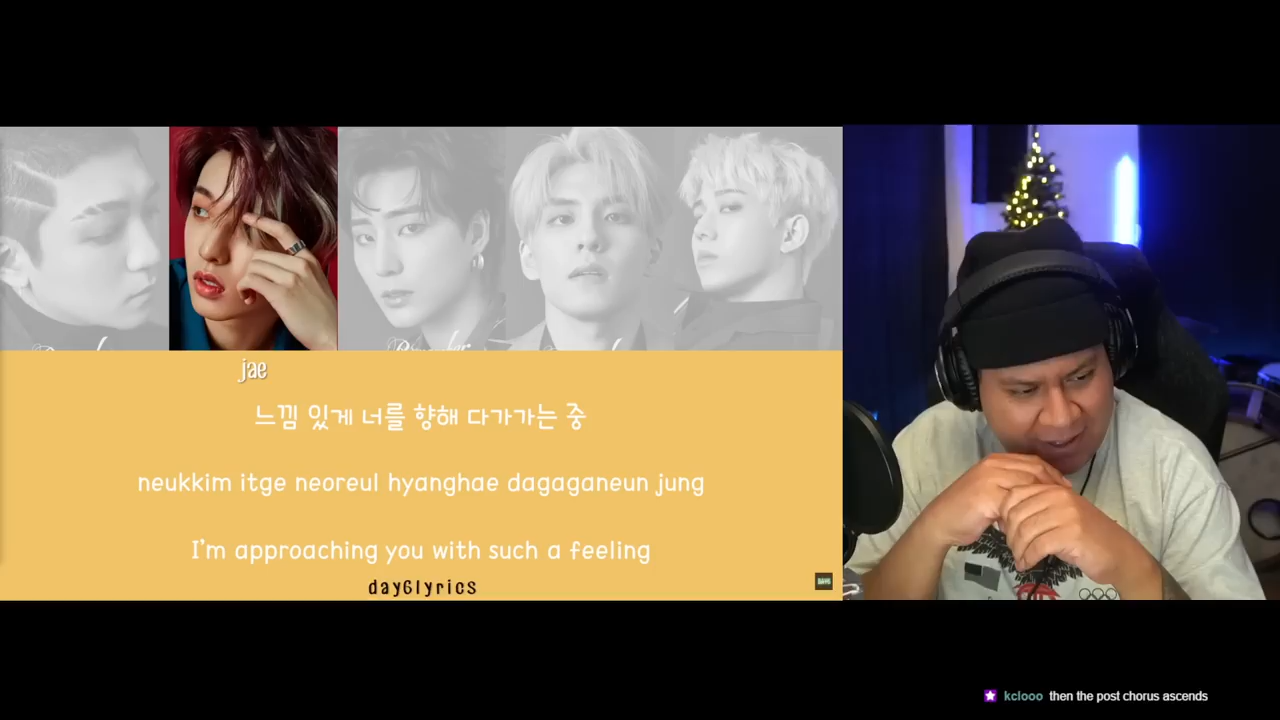 jae
느낌 있게 너를 향해 다가가는 중
neukkim itge neoreul hyanghae dagaganeun jung
I'm approaching you with such a feeling
day6lyrics
DAY6
kclooo then the post chorus ascends